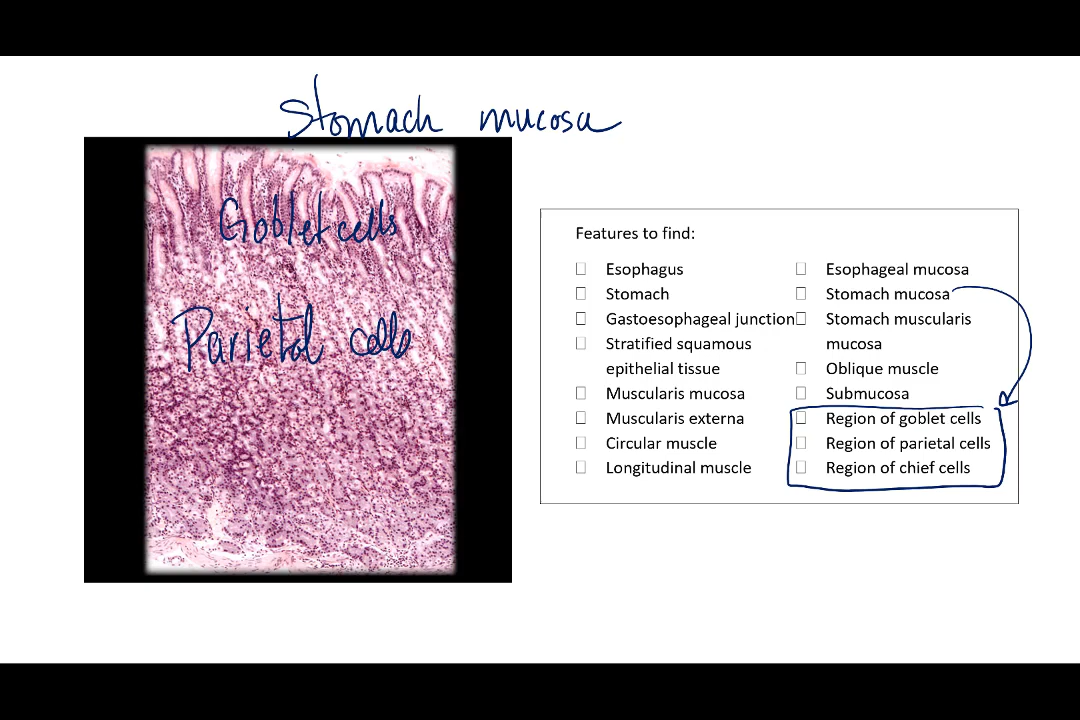 Stomach mucosa
Goblet cells
Parietal cells
Features to find:
Esophagus
Stomach
Gastoesophageal junction
Stratified squamous
epithelial tissue
Muscularis mucosa
Muscularis externa
Circular muscle
Longitudinal muscle
Esophageal mucosa
Stomach mucosa
Stomach muscularis
mucosa
Oblique muscle
Submucosa
Region of goblet cells
Region of parietal cells
Region of chief cells